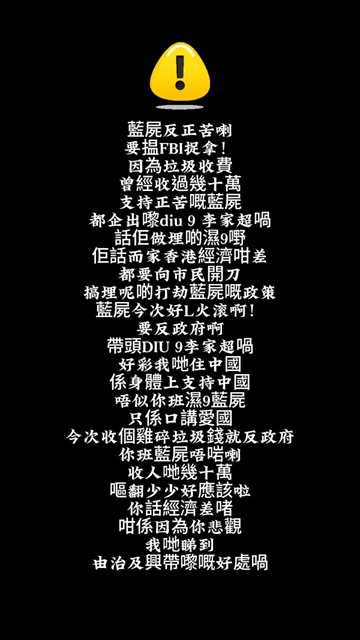 藍屍反正苦喇
要搵FBI捉拿！
因為垃圾收費
曾經收過幾十萬
支持正苦嘅藍屍
都企出嚟diu 9 李家超喎
話佢做埋啲濕9嘢
佢話而家香港經濟咁差
都要向市民開刀
搞埋呢啲打劫藍屍嘅政策
藍屍今次好L火滾啊！
要反政府啊
帶頭DIU 9李家超喎
好彩我哋住中國
係身體上支持中國
唔似你班濕9藍屍
只係口講愛國
今次收個雞碎垃圾錢就反政府
你班藍屍唔啱喇
收人哋幾十萬
嘔翻少少好應該啦
你話經濟差啫
咁係因為你悲觀
我哋睇到
由治及興帶嚟嘅好處喎